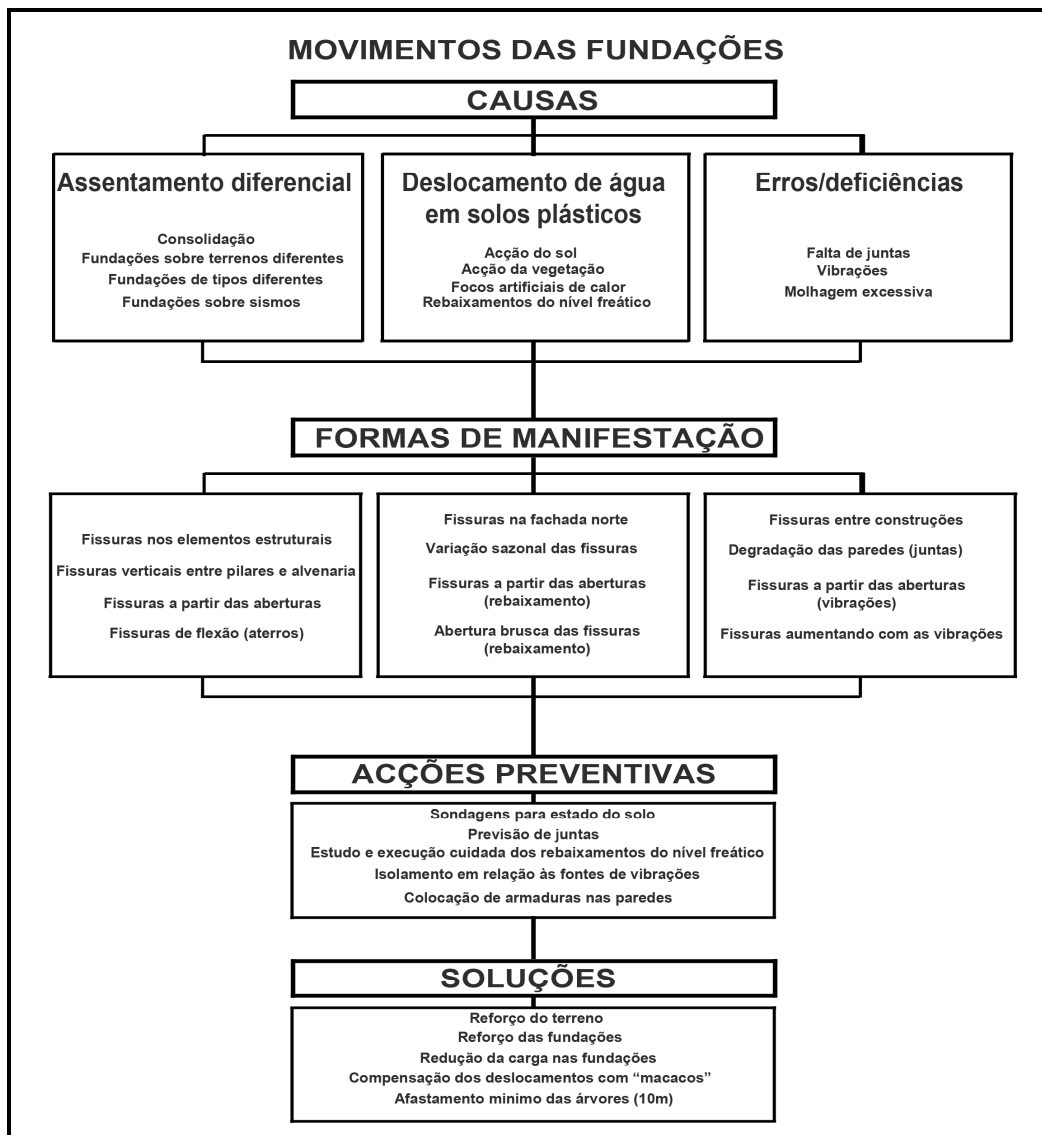 MOVIMENTOS DAS FUNDAÇÕES
CAUSAS
Assentamento diferencial
Consolidação
Fundações sobre terrenos diferentes
Fundações de tipos diferentes
Fundações sobre sismos
Deslocamento de água
em solos plásticos
Acção do sol
Acção da vegetação
Focos artificiais de calor
Rebaixamentos do nível freático
Erros/deficiências
Falta de juntas
Vibrações
Molhagem excessiva
FORMAS DE MANIFESTAÇÃO
Fissuras nos elementos estruturais
Fissuras verticais entre pilares e alvenaria
Fissuras a partir das aberturas
Fissuras de flexão (aterros)
Fissuras na fachada norte
Variação sazonal das fissuras
Fissuras a partir das aberturas
(rebaixamento)
Abertura brusca das fissuras
(rebaixamento)
Fissuras entre construções
Degradação das paredes (juntas)
Fissuras a partir das aberturas
(vibrações)
Fissuras aumentando com as vibrações
ACÇÕES PREVENTIVAS
Sondagens para estado do solo
Previsão de juntas
Estudo e execução cuidada dos rebaixamentos do nível freático
Isolamento em relação às fontes de vibrações
Colocação de armaduras nas paredes
SOLUÇÕES
Reforço do terreno
Reforço das fundações
Redução da carga nas fundações
Compensação dos deslocamentos com “macacos”
Afastamento minimo das árvores (10m)